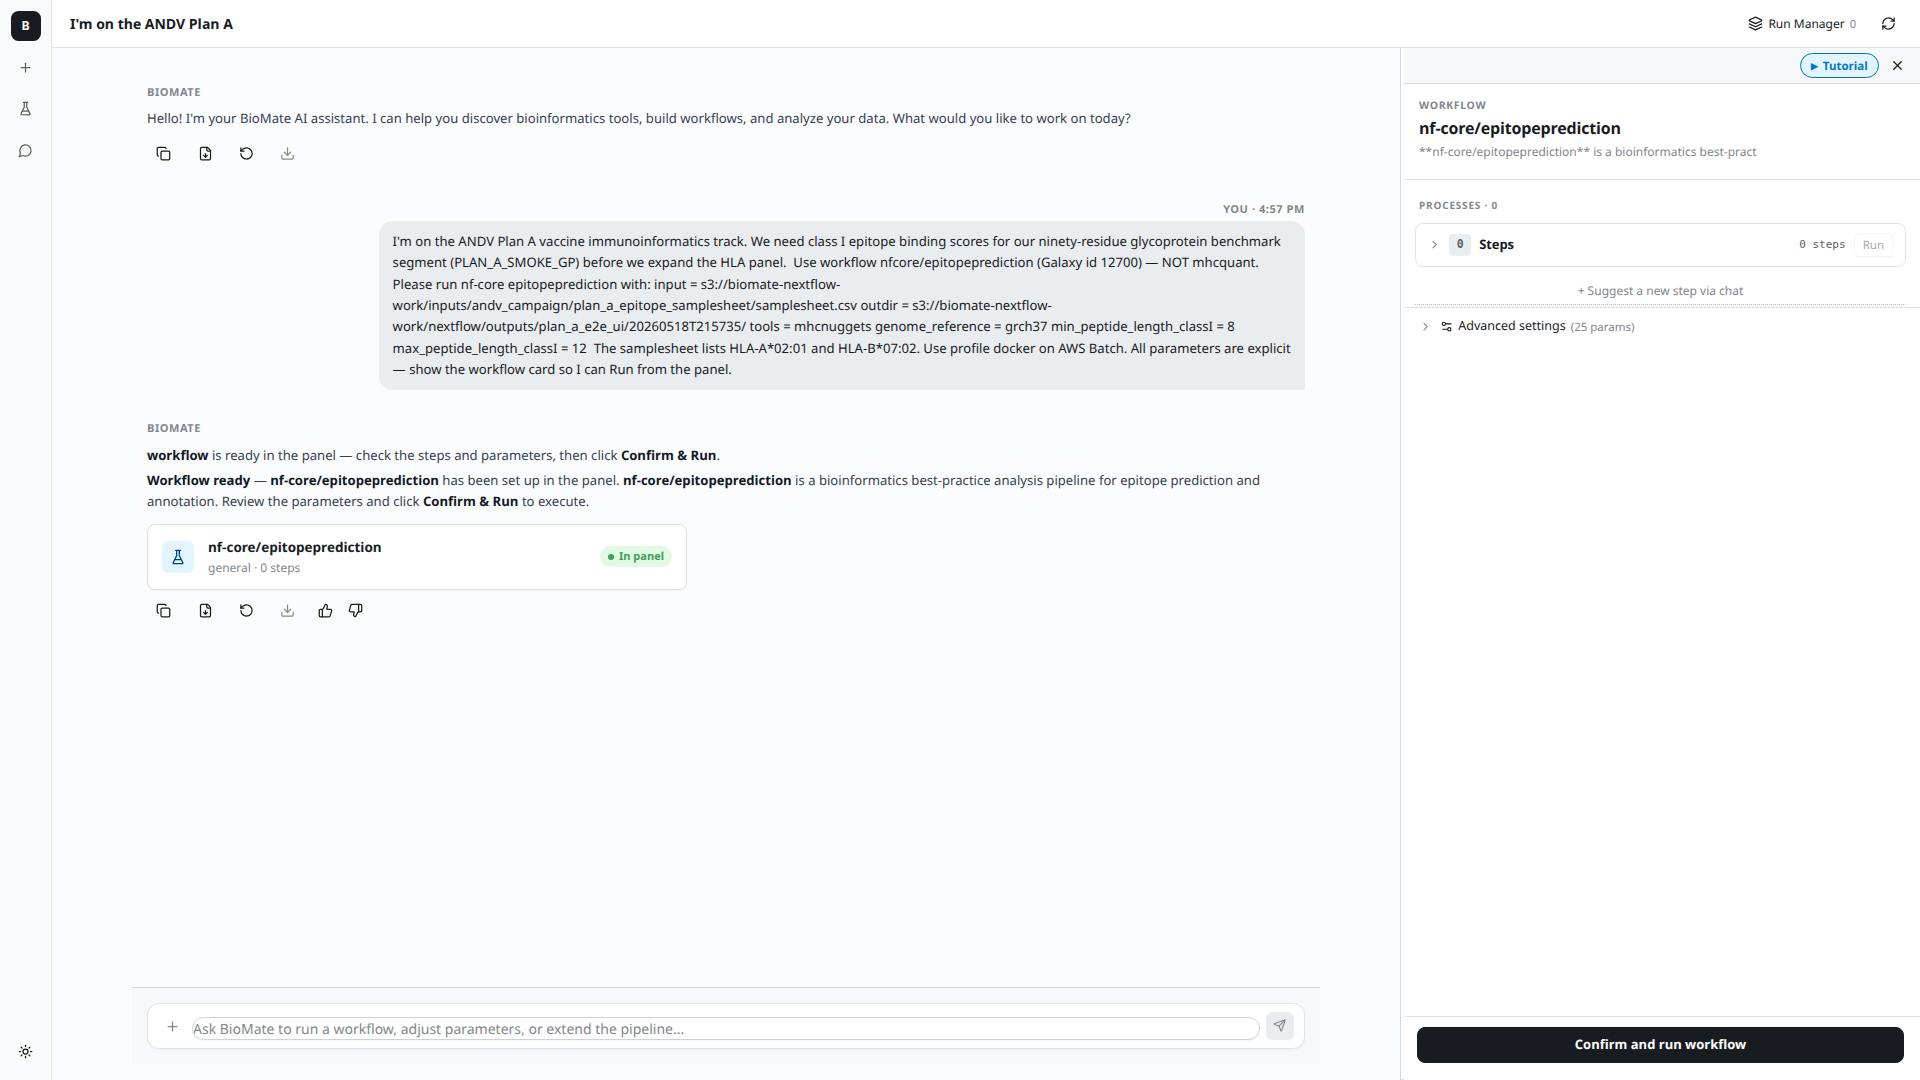 B
I'm on the ANDV Plan A
Run Manager 0
▶ Tutorial
BIOMATE
Hello! I'm your BioMate AI assistant. I can help you discover bioinformatics tools, build workflows, and analyze your data. What would you like to work on today?
YOU · 4:57 PM
I'm on the ANDV Plan A vaccine immunoinformatics track. We need class I epitope binding scores for our ninety-residue glycoprotein benchmark
segment (PLAN_A_SMOKE_GP) before we expand the HLA panel.  Use workflow nfcore/epitopeprediction (Galaxy id 12700) — NOT mhcquant.
Please run nf-core epitopeprediction with: input = s3://biomate-nextflow-
work/inputs/andv_campaign/plan_a_epitope_samplesheet/samplesheet.csv outdir = s3://biomate-nextflow-
work/nextflow/outputs/plan_a_e2e_ui/20260518T215735/ tools = mhcnuggets genome_reference = grch37 min_peptide_length_classI = 8
max_peptide_length_classI = 12  The samplesheet lists HLA-A*02:01 and HLA-B*07:02. Use profile docker on AWS Batch. All parameters are explicit
— show the workflow card so I can Run from the panel.
BIOMATE
workflow is ready in the panel — check the steps and parameters, then click Confirm & Run.
Workflow ready — nf-core/epitopeprediction has been set up in the panel. nf-core/epitopeprediction is a bioinformatics best-practice analysis pipeline for epitope prediction and
annotation. Review the parameters and click Confirm & Run to execute.
nf-core/epitopeprediction
general · 0 steps
In panel
Ask BioMate to run a workflow, adjust parameters, or extend the pipeline...
WORKFLOW
nf-core/epitopeprediction
**nf-core/epitopeprediction** is a bioinformatics best-pract
PROCESSES · 0
0 Steps 0 steps Run
+ Suggest a new step via chat
Advanced settings (25 params)
Confirm and run workflow